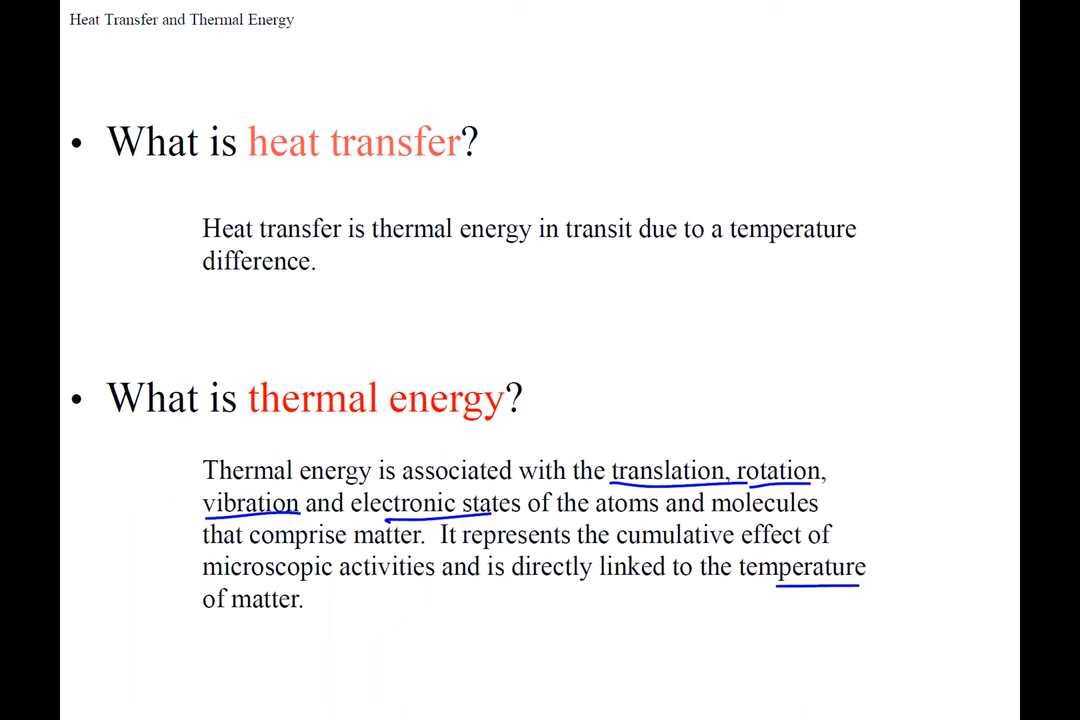 Heat Transfer and Thermal Energy
• What is heat transfer?
Heat transfer is thermal energy in transit due to a temperature
difference.
• What is thermal energy?
Thermal energy is associated with the translation, rotation,
vibration and electronic states of the atoms and molecules
that comprise matter. It represents the cumulative effect of
microscopic activities and is directly linked to the temperature
of matter.